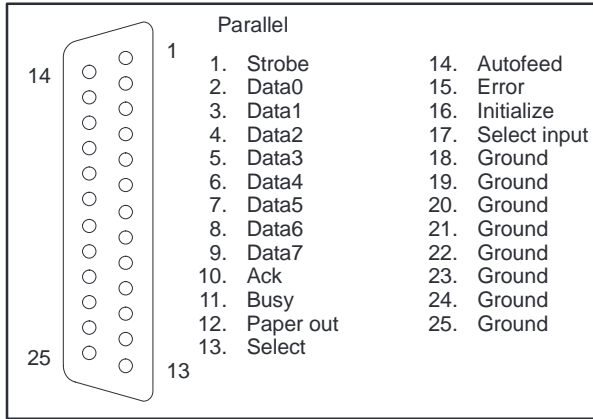 Parallel
1
14
25
13
1. Strobe
2. Data0
3. Data1
4. Data2
5. Data3
6. Data4
7. Data5
8. Data6
9. Data7
10. Ack
11. Busy
12. Paper out
13. Select
14. Autofeed
15. Error
16. Initialize
17. Select input
18. Ground
19. Ground
20. Ground
21. Ground
22. Ground
23. Ground
24. Ground
25. Ground